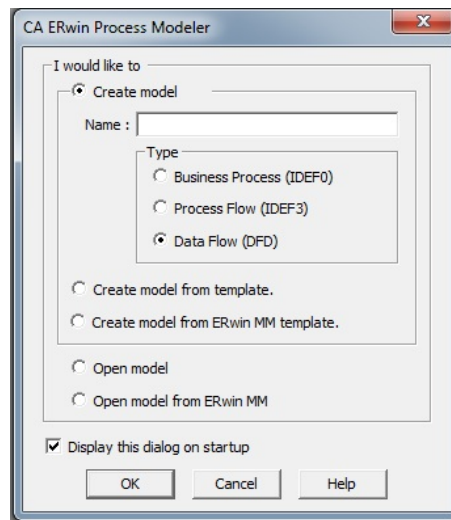 CA ERwin Process Modeler
I would like to
Create model
Name :
Type
Business Process (IDEF0)
Process Flow (IDEF3)
Data Flow (DFD)
Create model from template.
Create model from ERwin MM template.
Open model
Open model from ERwin MM
Display this dialog on startup
OK Cancel Help